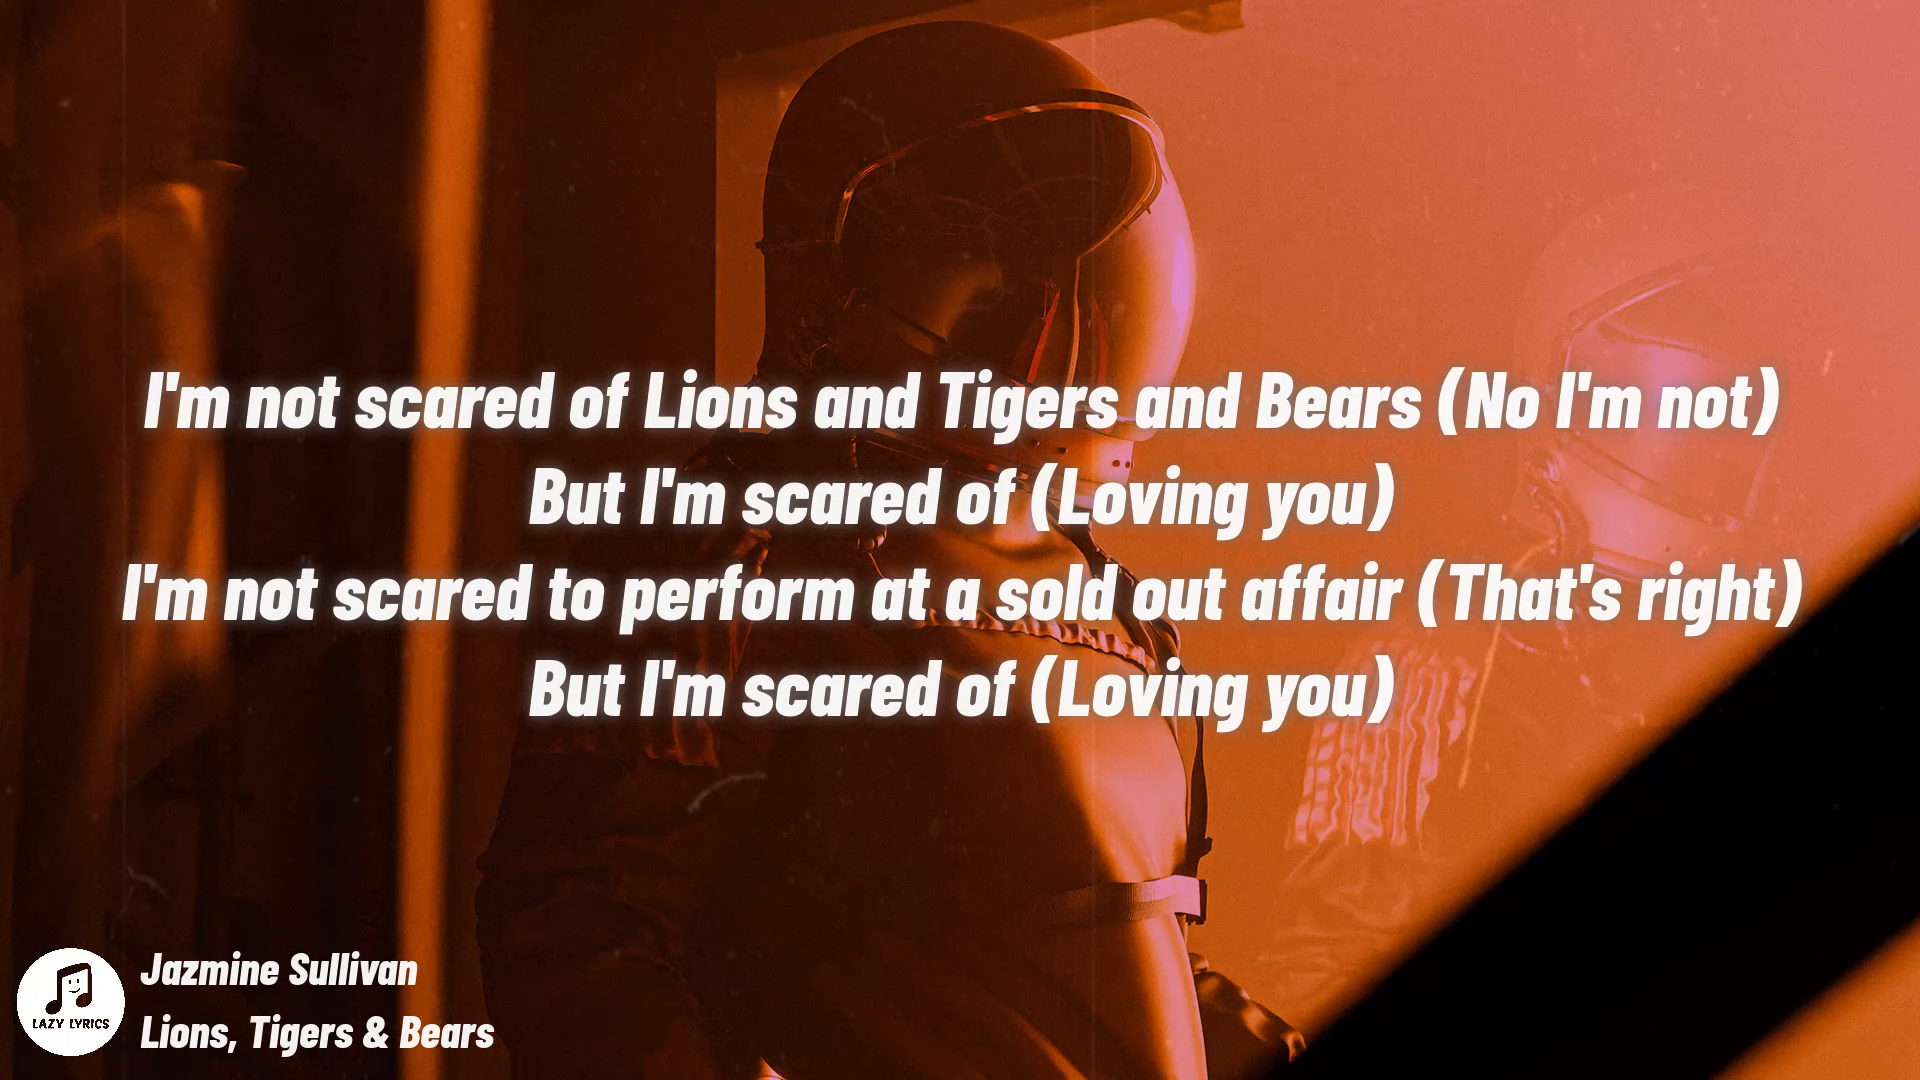 I'm not scared of Lions and Tigers and Bears (No I'm not)
But I'm scared of (Loving you)
I'm not scared to perform at a sold out affair (That's right)
But I'm scared of (Loving you)
Jazmine Sullivan
Lions, Tigers & Bears
LAZY LYRICS